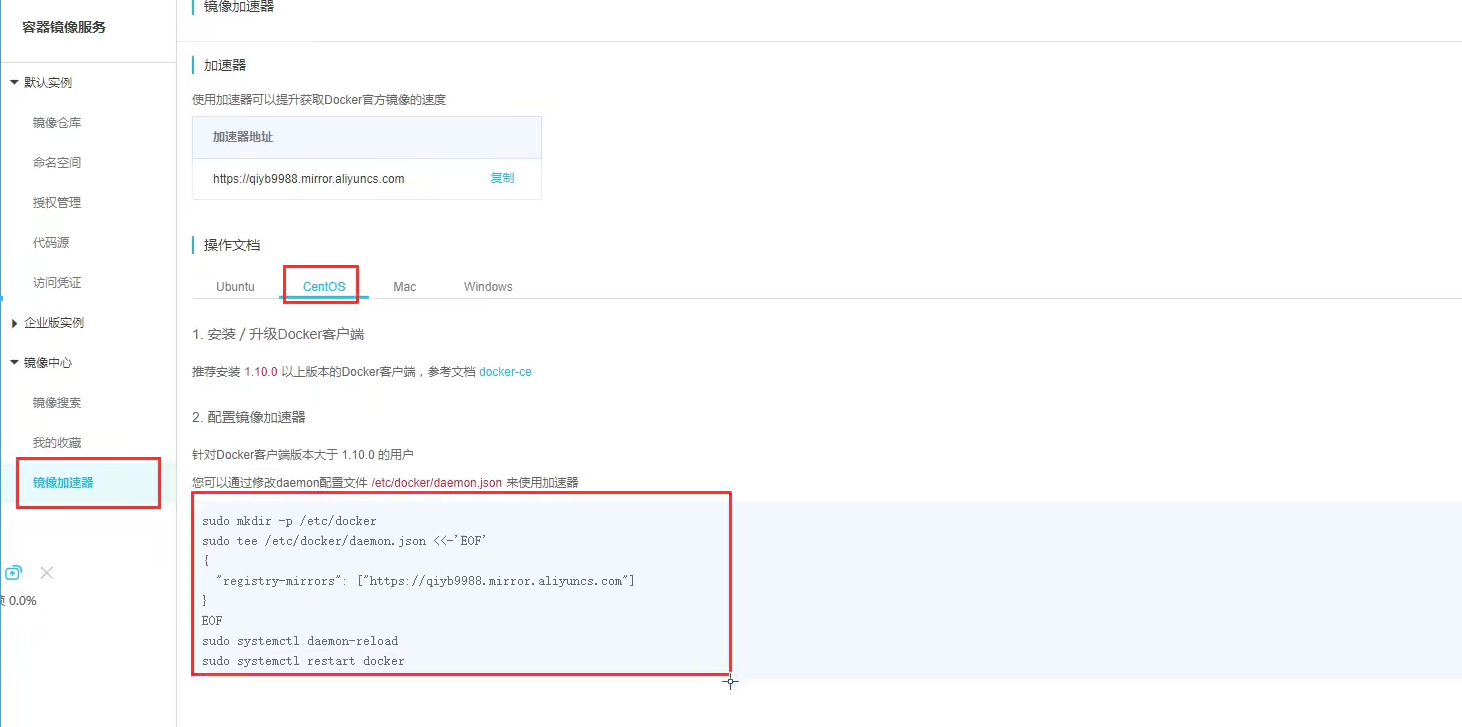 镜像加速器
容器镜像服务
默认实例
镜像仓库
命名空间
授权管理
代码源
访问凭证
企业版实例
镜像中心
镜像搜索
我的收藏
镜像加速器
0.0%
加速器
使用加速器可以提升获取Docker官方镜像的速度
加速器地址
https://qiyb9988.mirror.aliyuncs.com 复制
操作文档
Ubuntu CentOS Mac Windows
1. 安装 / 升级Docker客户端
推荐安装 1.10.0 以上版本的Docker客户端，参考文档 docker-ce
2. 配置镜像加速器
针对Docker客户端版本大于 1.10.0 的用户
您可以通过修改daemon配置文件 /etc/docker/daemon.json 来使用加速器
sudo mkdir -p /etc/docker
sudo tee /etc/docker/daemon.json <<-'EOF'
{
"registry-mirrors": ["https://qiyb9988.mirror.aliyuncs.com"]
}
EOF
sudo systemctl daemon-reload
sudo systemctl restart docker